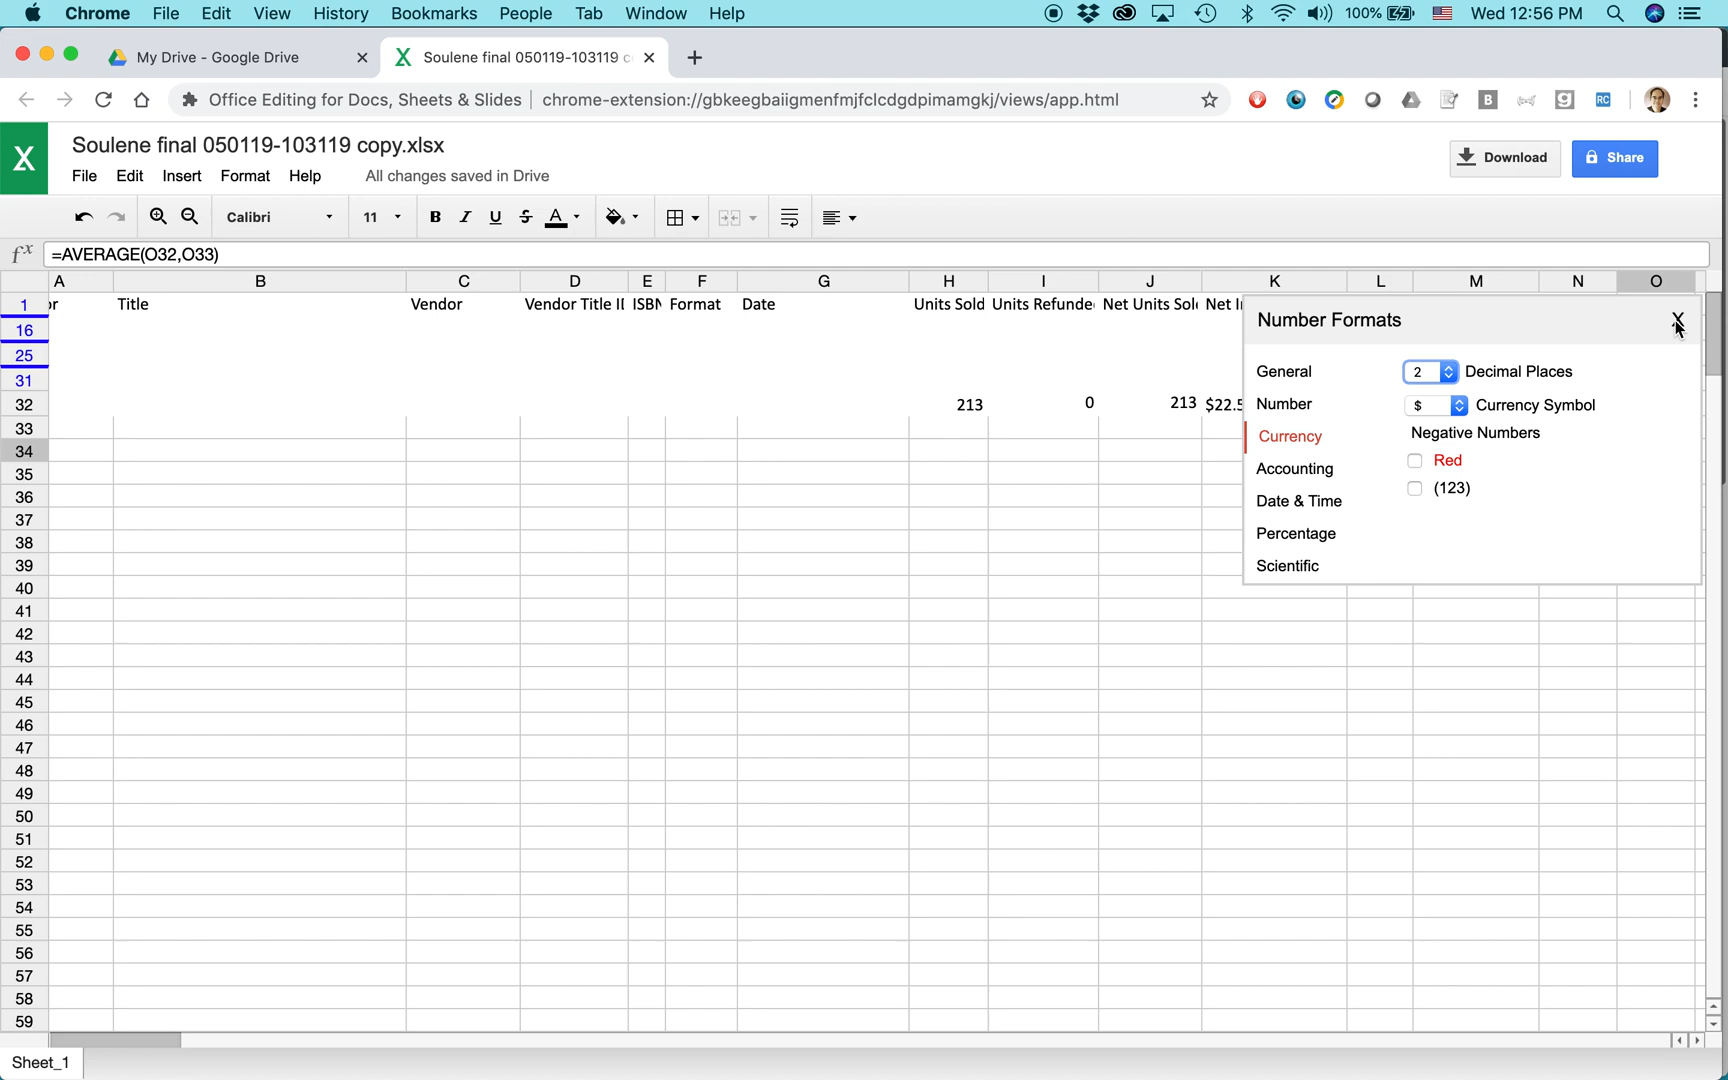 Chrome File Edit View History Bookmarks People Tab Window Help 100% Wed 12:56 PM
My Drive - Google Drive Soulene final 050119-103119 c
Office Editing for Docs, Sheets & Slides chrome-extension://gbkeegbaiigmenfmjfclcdgdpimamgkj/views/app.html
B RC
X Soulene final 050119-103119 copy.xlsx
Download Share
File Edit Insert Format Help All changes saved in Drive
Calibri 11 B I U S A
fx =AVERAGE(O32,O33)
A B C D E F G H I J K L M N O
1 or Title Vendor Vendor Title ID ISBN Format Date Units Sold Units Refunde Net Units Sol Net I
16
25
31
32 213 0 213 $22.5
33
34
35
36
37
38
39
40
41
42
43
44
45
46
47
48
49
50
51
52
53
54
55
56
57
58
59
Number Formats X
General 2 Decimal Places
Number $ Currency Symbol
Currency Negative Numbers
Red
Accounting
(123)
Date & Time
Percentage
Scientific
Sheet_1